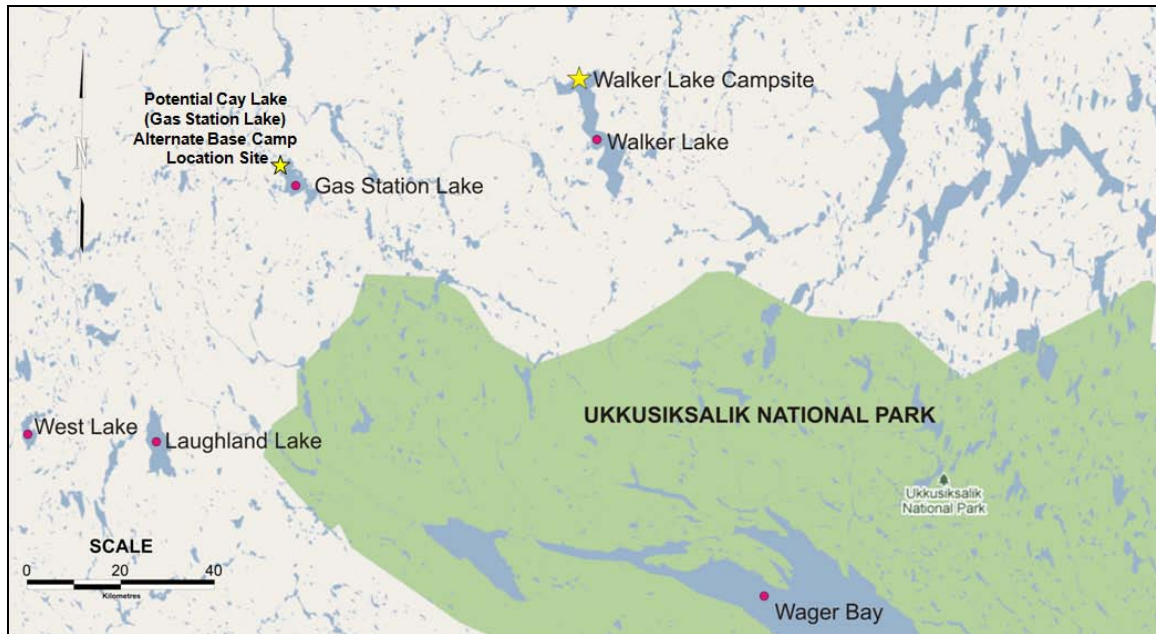 Walker Lake Campsite
Potential Cay Lake
(Gas Station Lake)
Alternate Base Camp
Location Site
N
Walker Lake
Gas Station Lake
UKKUSIKSALIK NATIONAL PARK
West Lake
Laughland Lake
Ukkusiksalik
National Park
SCALE
0 20 40
Kilometres
Wager Bay